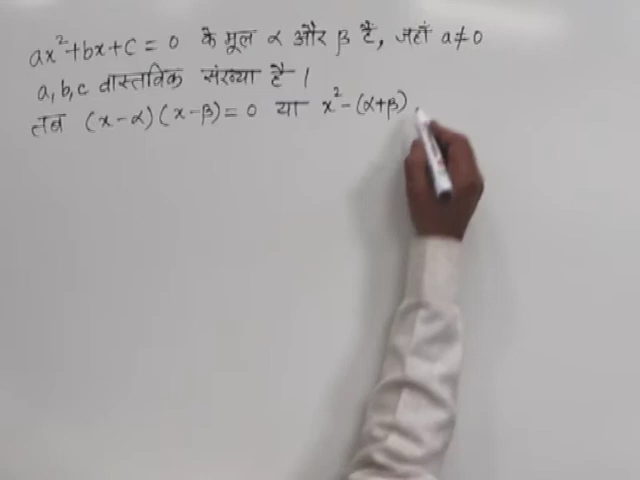 ax²+bx+c = 0 के मूल α और β है, जहाँ a≠0
a,b,c वास्तविक संख्या है।
तब (x-α)(x-β)=0 या x²-(α+β)